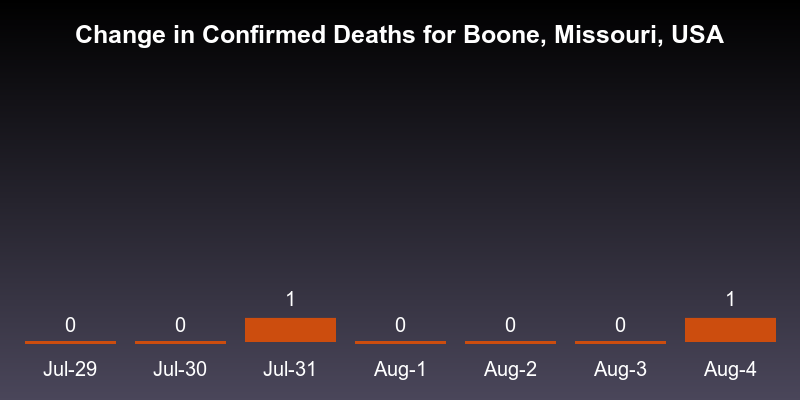 Change in Confirmed Deaths for Boone, Missouri, USA
0 0 1 0 0 0 1
Jul-29 Jul-30 Jul-31 Aug-1 Aug-2 Aug-3 Aug-4